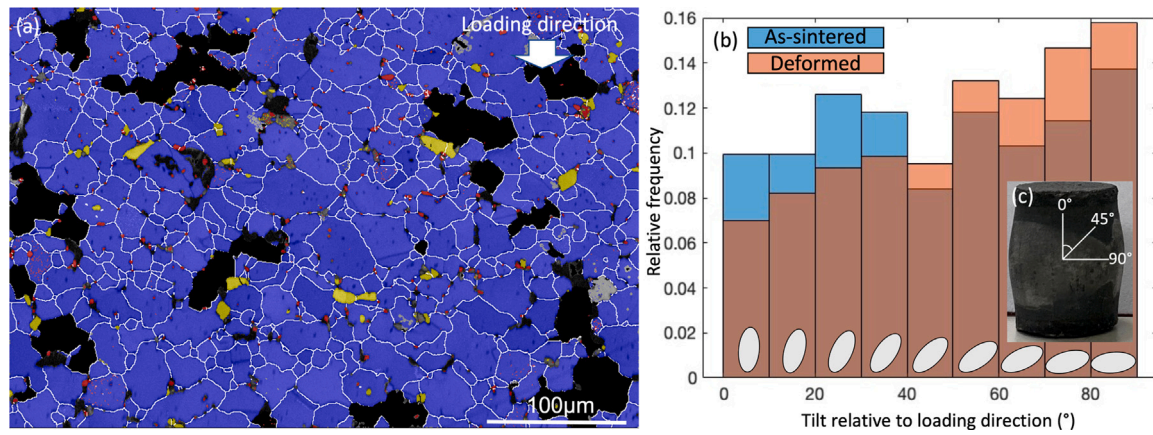 (a)
Loading direction
100µm
(b)
As-sintered
Deformed
Relative frequency
0.16
0.14
0.12
0.1
0.08
0.06
0.04
0.02
0
(c)
0°
45°
90°
0 20 40 60 80
Tilt relative to loading direction (°)